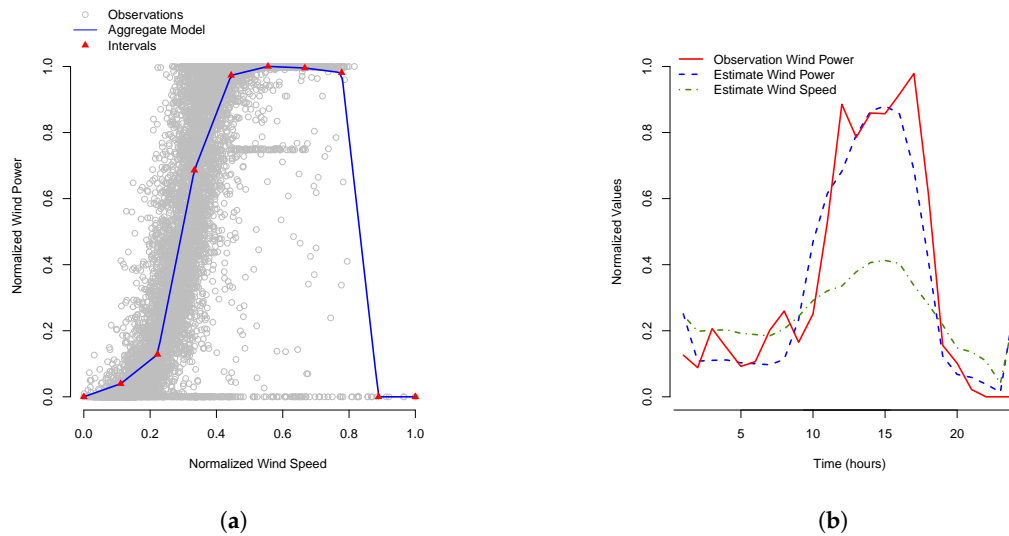 Observations
Aggregate Model
Intervals
1.0
0.8
0.6
0.4
0.2
0.0
Normalized Wind Power
0.0 0.2 0.4 0.6 0.8 1.0
Normalized Wind Speed
(a)
Observation Wind Power
Estimate Wind Power
Estimate Wind Speed
1.0
0.8
0.6
0.4
0.2
0.0
Normalized Values
5 10 15 20
Time (hours)
(b)